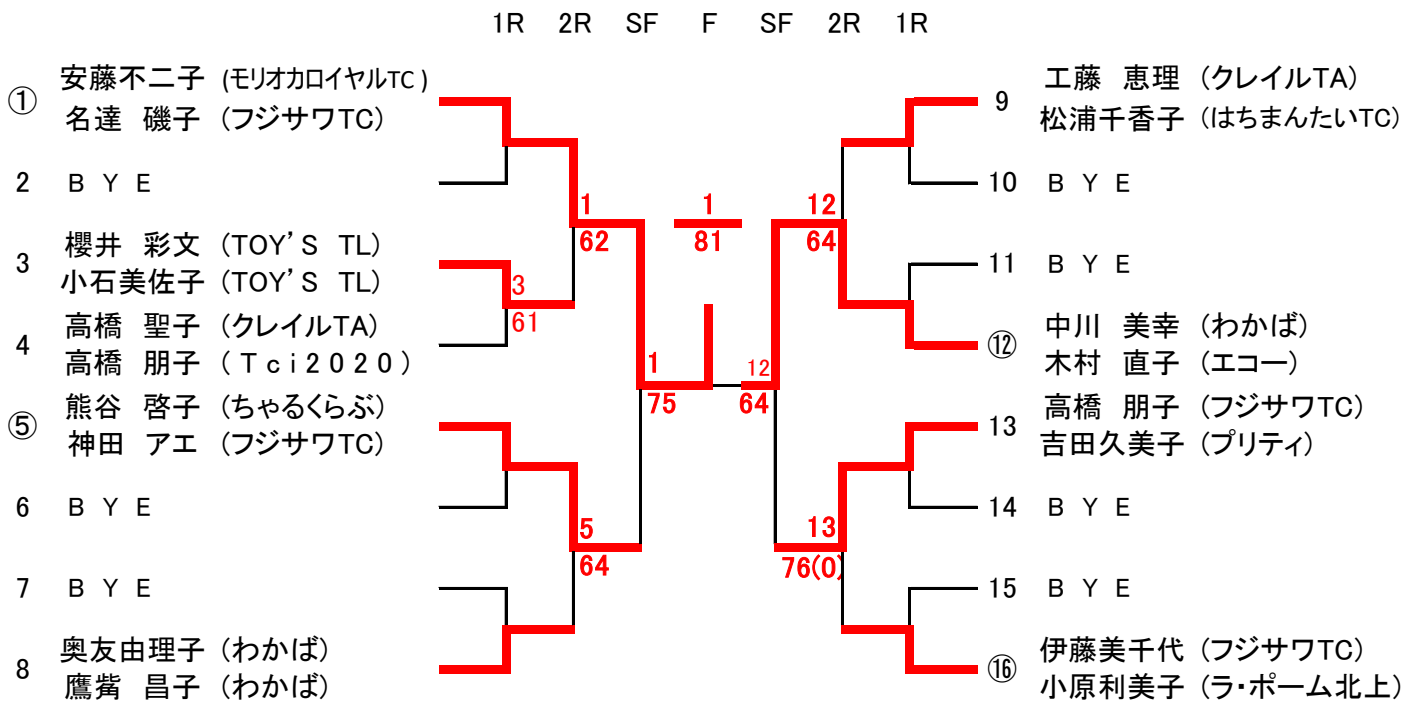 1R 2R SF F SF 2R 1R
① 安藤不二子 (モリオカロイヤルTC)
名達 磯子 (フジサワTC)
2 B Y E
3 櫻井 彩文 (TOY'S TL)
小石美佐子 (TOY'S TL)
4 高橋 聖子 (クレイルTA)
高橋 朋子 (Tci2020)
⑤ 熊谷 啓子 (ちゃるくらぶ)
神田 アエ (フジサワTC)
6 B Y E
7 B Y E
8 奥友由理子 (わかば)
鷹觜 昌子 (わかば)
1
62
3
61
5
64
1
75
1
81
12
64
12
64
13
76(0)
9 工藤 恵理 (クレイルTA)
松浦千香子 (はちまんたいTC)
10 B Y E
11 B Y E
⑫ 中川 美幸 (わかば)
木村 直子 (エコー)
13 高橋 朋子 (フジサワTC)
吉田久美子 (プリティ)
14 B Y E
15 B Y E
⑯ 伊藤美千代 (フジサワTC)
小原利美子 (ラ・ポーム北上)